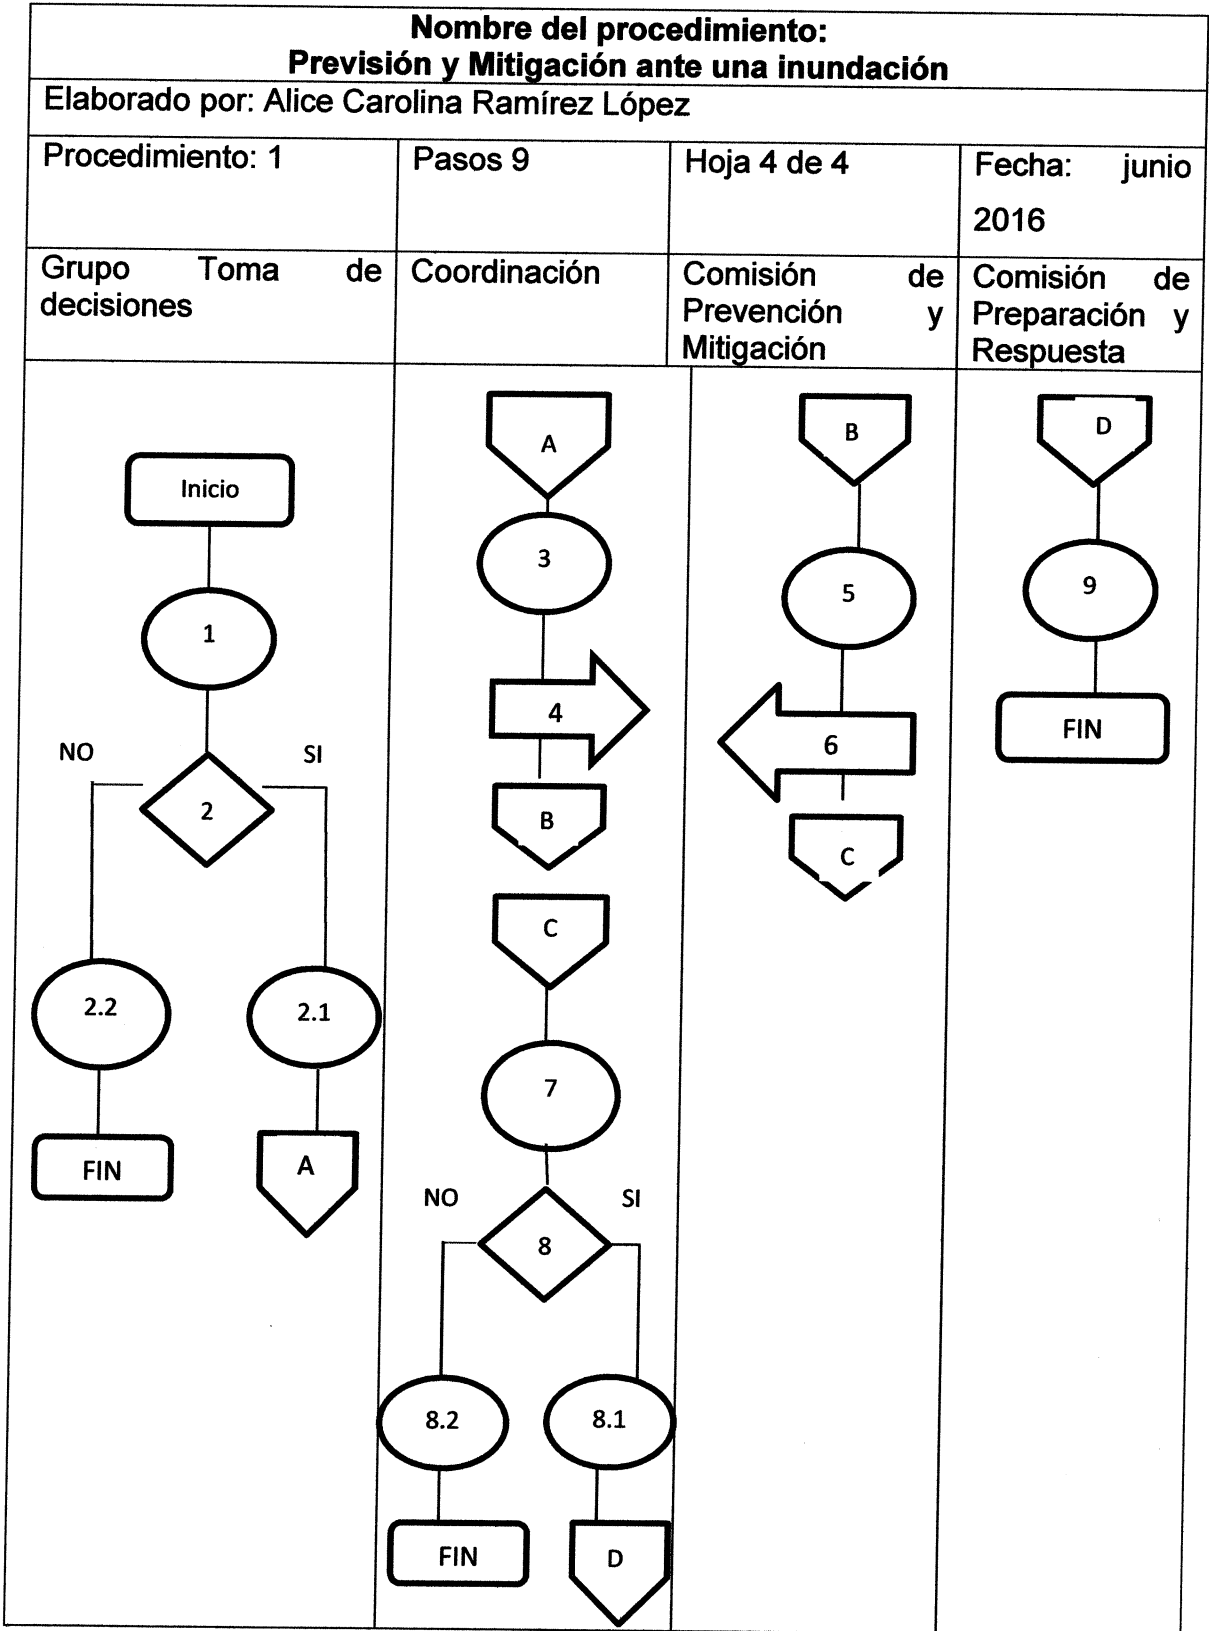 Nombre del procedimiento:
Previsión y Mitigación ante una inundación
Elaborado por: Alice Carolina Ramírez López
Procedimiento: 1
Pasos 9
Hoja 4 de 4
Fecha: junio
2016
Grupo Toma de
decisiones
Coordinación
Comisión de
Prevención y
Mitigación
Comisión de
Preparación y
Respuesta
Inicio
1
NO
SI
2
2.2
2.1
FIN
A
A
3
4
B
C
7
NO
SI
8
8.2
8.1
FIN
D
B
5
6
C
D
9
FIN